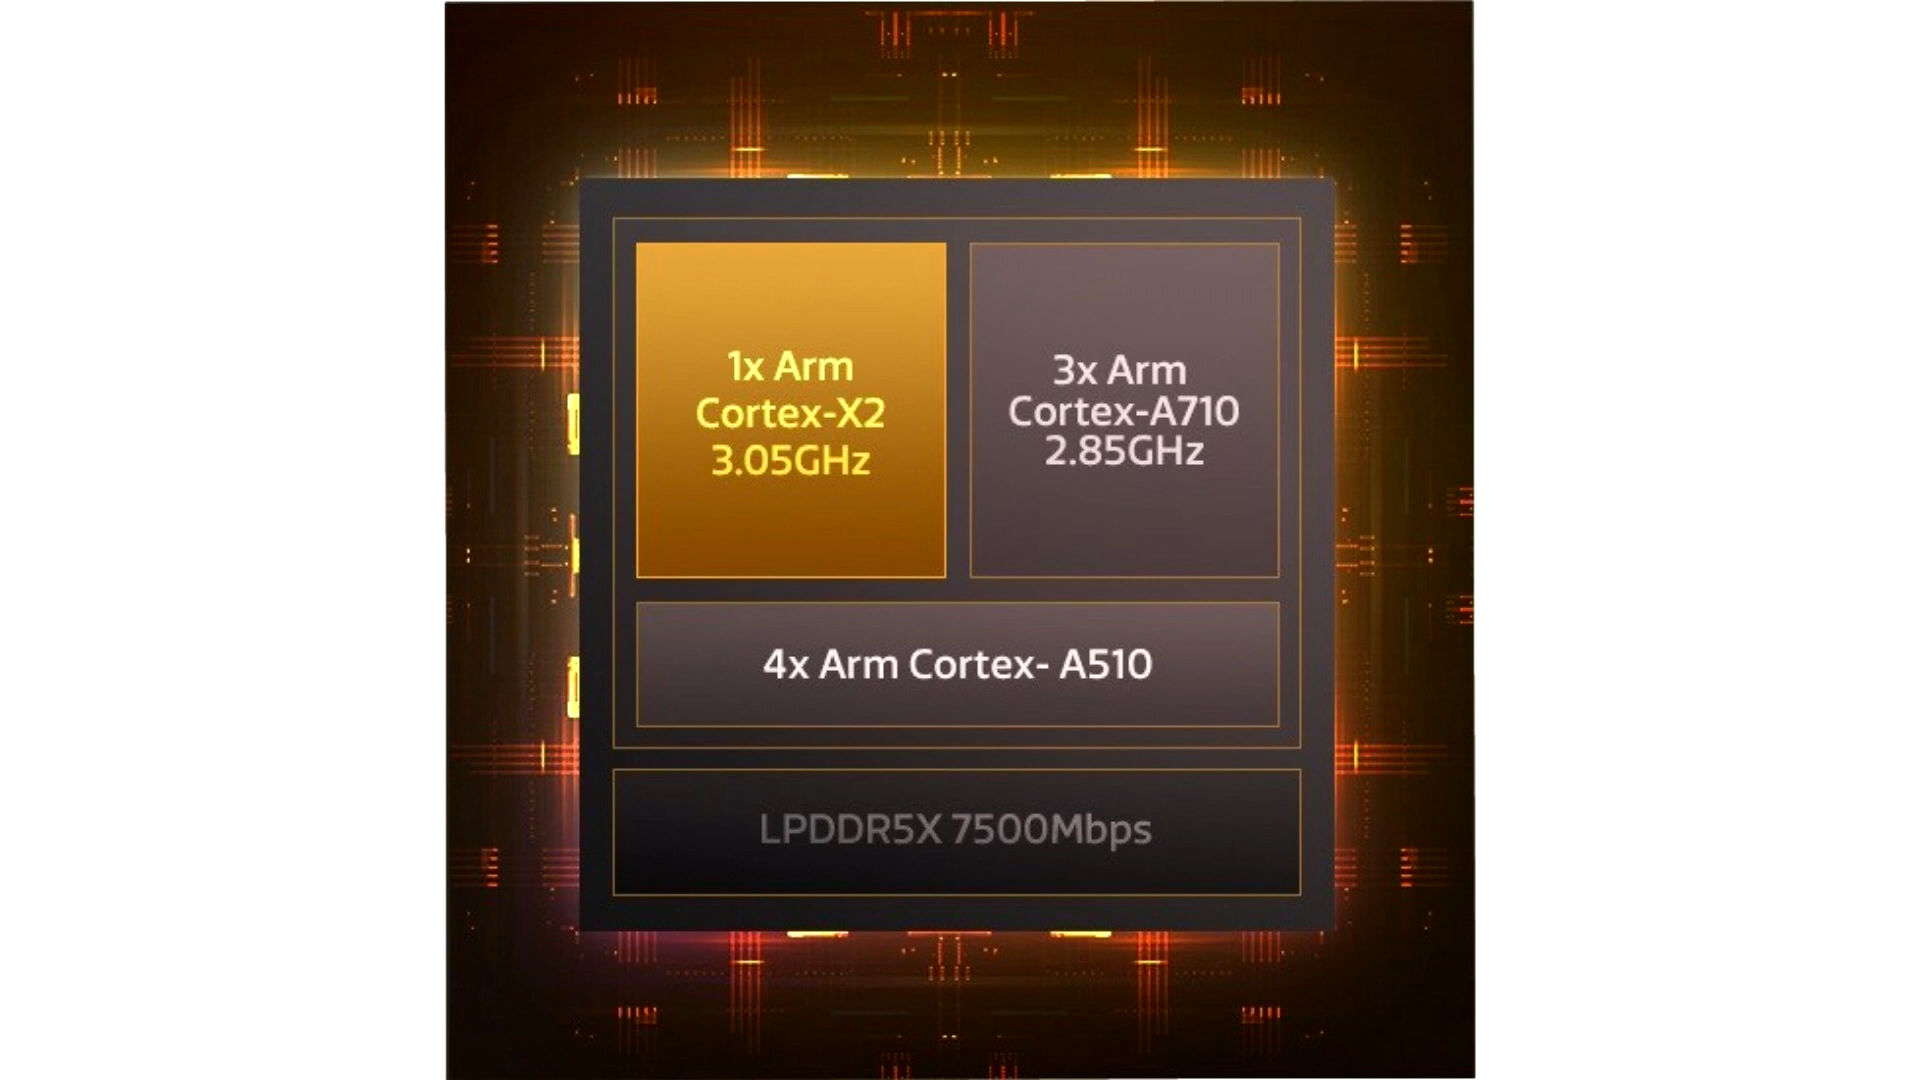 1x Arm
Cortex-X2
3.05GHz
3x Arm
Cortex-A710
2.85GHz
4x Arm Cortex- A510
LPDDR5X 7500Mbps